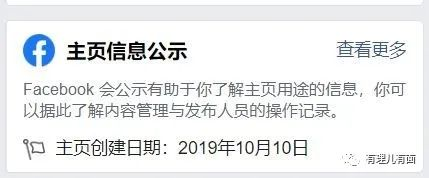 主页信息公示
查看更多
Facebook 会公示有助于你了解主页用途的信息，你可
以据此了解内容管理与发布人员的操作记录。
主页创建日期：2019年10月10日
有理儿有面